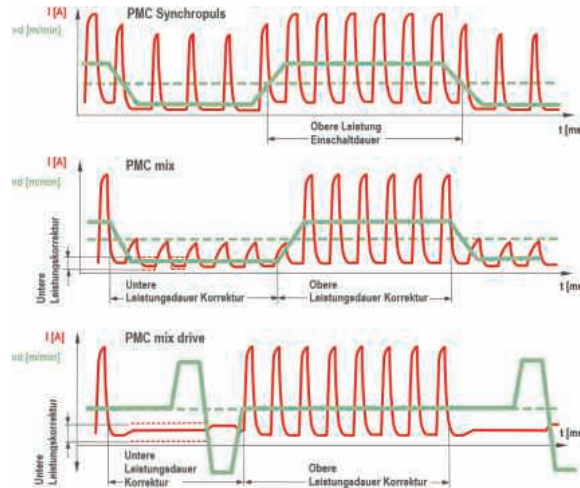 I [A]
PMC Synchropuls
vd [m/min]
Obere Leistung
Einschaltdauer
t [ms
I [A]
PMC mix
vd [m/min]
Untere
Leistungskorrektur
Untere
Leistungsdauer Korrektur
Obere
Leistungsdauer Korrektur
t [ms
I [A]
PMC mix drive
vd [m/min]
Untere
Leistungskorrektur
Untere
Leistungsdauer
Korrektur
Obere
Leistungsdauer Korrektur
t [ms